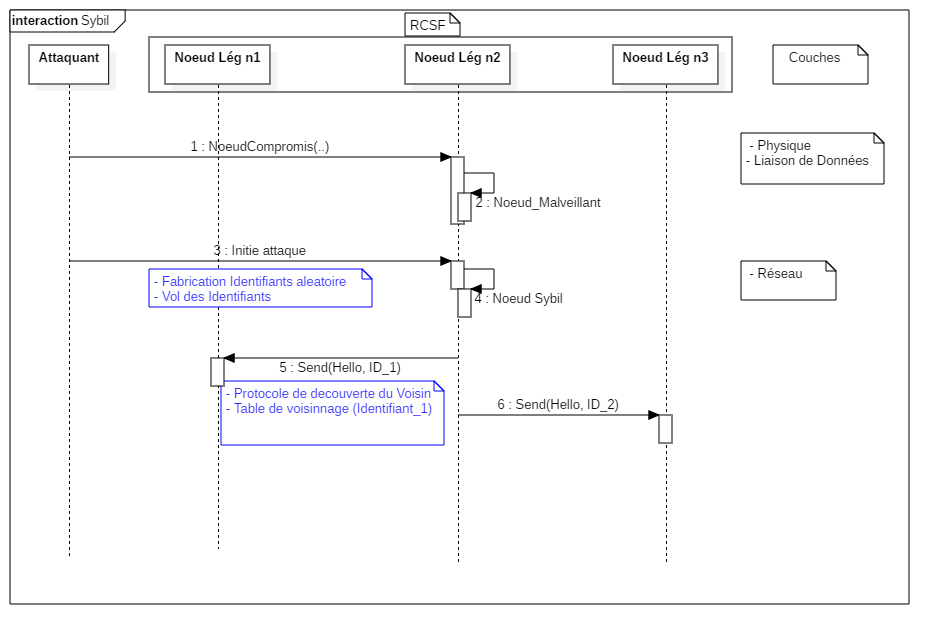 interaction Sybil
RCSF
Attaquant
Noeud Lég n1
Noeud Lég n2
Noeud Lég n3
Couches
1 : NoeudCompromis(..)
- Physique
- Liaison de Données
2 : Noeud_Malveillant
3 : Initie attaque
- Fabrication Identifiants aleatoire
- Vol des Identifiants
- Réseau
4 : Noeud Sybil
5 : Send(Hello, ID_1)
- Protocole de decouverte du Voisin
- Table de voisinnage (Identifiant_1)
6 : Send(Hello, ID_2)